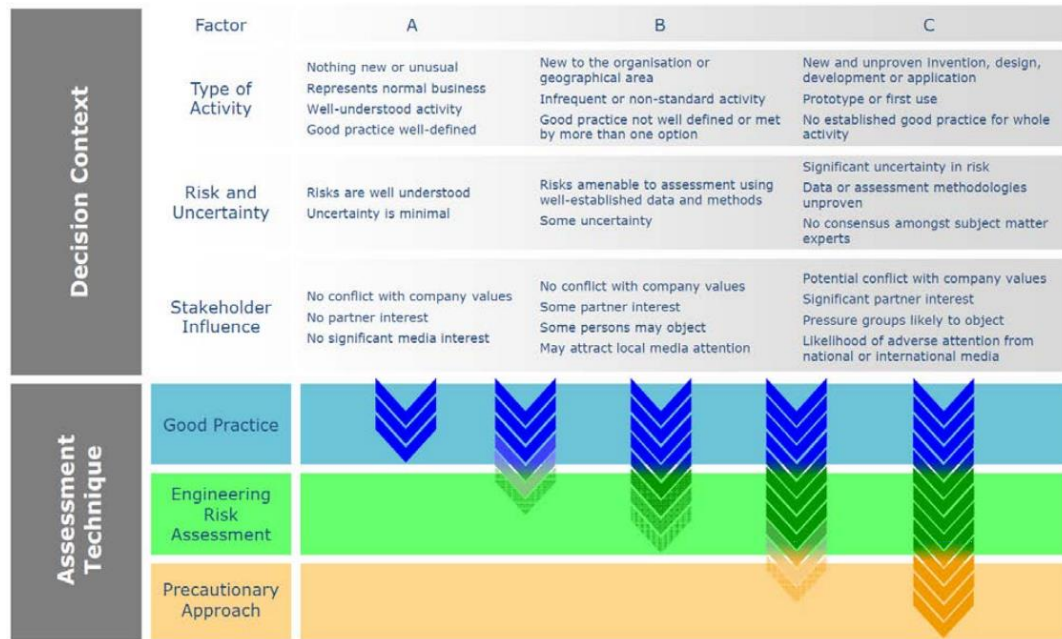 Decision Context
Factor
A
B
C
Type of
Activity
Nothing new or unusual
Represents normal business
Well-understood activity
Good practice well-defined
New to the organisation or
geographical area
Infrequent or non-standard activity
Good practice not well defined or met
by more than one option
New and unproven invention, design,
development or application
Prototype or first use
No established good practice for whole
activity
Risk and
Uncertainty
Risks are well understood
Uncertainty is minimal
Risks amenable to assessment using
well-established data and methods
Some uncertainty
Significant uncertainty in risk
Data or assessment methodologies
unproven
No consensus amongst subject matter
experts
Stakeholder
Influence
No conflict with company values
No partner interest
No significant media interest
No conflict with company values
Some partner interest
Some persons may object
May attract local media attention
Potential conflict with company values
Significant partner interest
Pressure groups likely to object
Likelihood of adverse attention from
national or international media
Assessment
Technique
Good Practice
Engineering
Risk
Assessment
Precautionary
Approach